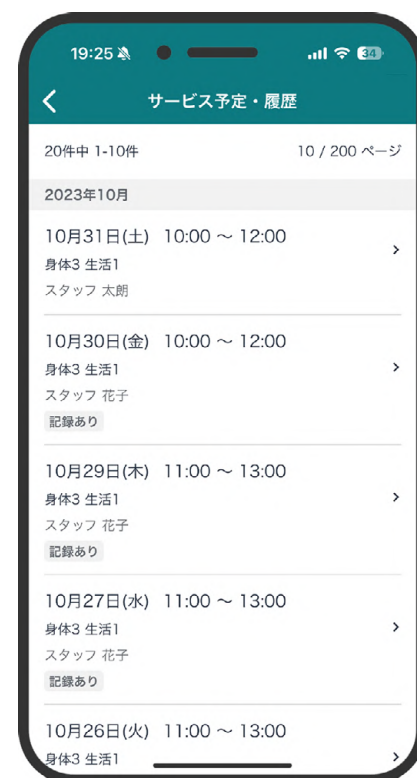 19:25
34
サービス予定・履歴
20件中 1-10件
10 / 200 ページ
2023年10月
10月31日(土) 10:00 〜 12:00
身体3 生活1
スタッフ 太朗
10月30日(金) 10:00 〜 12:00
身体3 生活1
スタッフ 花子
記録あり
10月29日(木) 11:00 〜 13:00
身体3 生活1
スタッフ 花子
記録あり
10月27日(水) 11:00 〜 13:00
身体3 生活1
スタッフ 花子
記録あり
10月26日(火) 11:00 〜 13:00
身体3 生活1